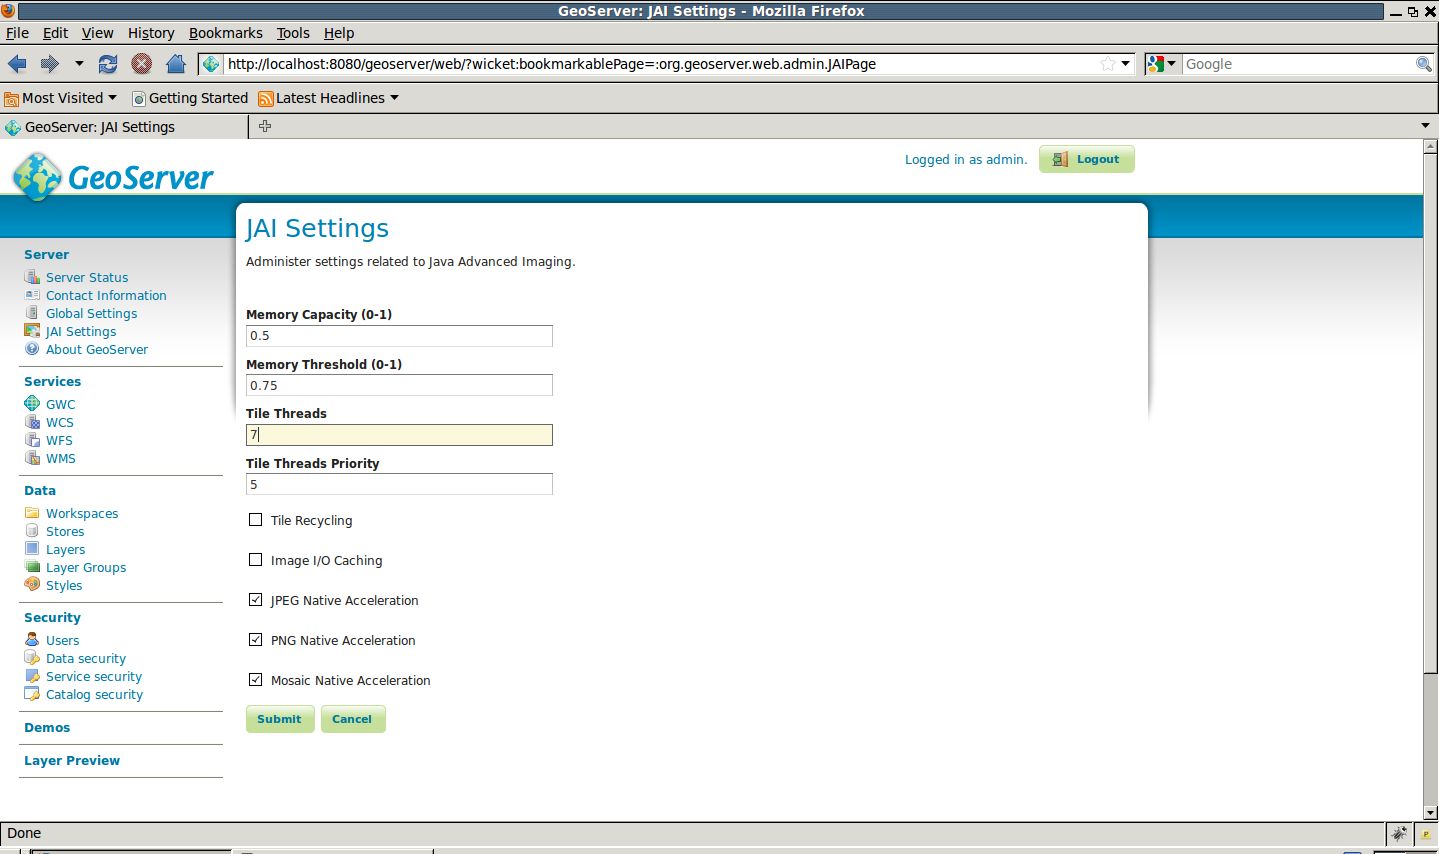 GeoServer: JAI Settings - Mozilla Firefox
File Edit View History Bookmarks Tools Help
http://localhost:8080/geoserver/web/?wicket:bookmarkablePage=:org.geoserver.web.admin.JAIPage
Google
Most Visited Getting Started Latest Headlines
GeoServer: JAI Settings
GeoServer
Logged in as admin.
Logout
Server
Server Status
Contact Information
Global Settings
JAI Settings
About GeoServer
Services
GWC
WCS
WFS
WMS
Data
Workspaces
Stores
Layers
Layer Groups
Styles
Security
Users
Data security
Service security
Catalog security
Demos
Layer Preview
JAI Settings
Administer settings related to Java Advanced Imaging.
Memory Capacity (0-1)
0.5
Memory Threshold (0-1)
0.75
Tile Threads
7
Tile Threads Priority
5
Tile Recycling
Image I/O Caching
JPEG Native Acceleration
PNG Native Acceleration
Mosaic Native Acceleration
Submit Cancel
Done
P